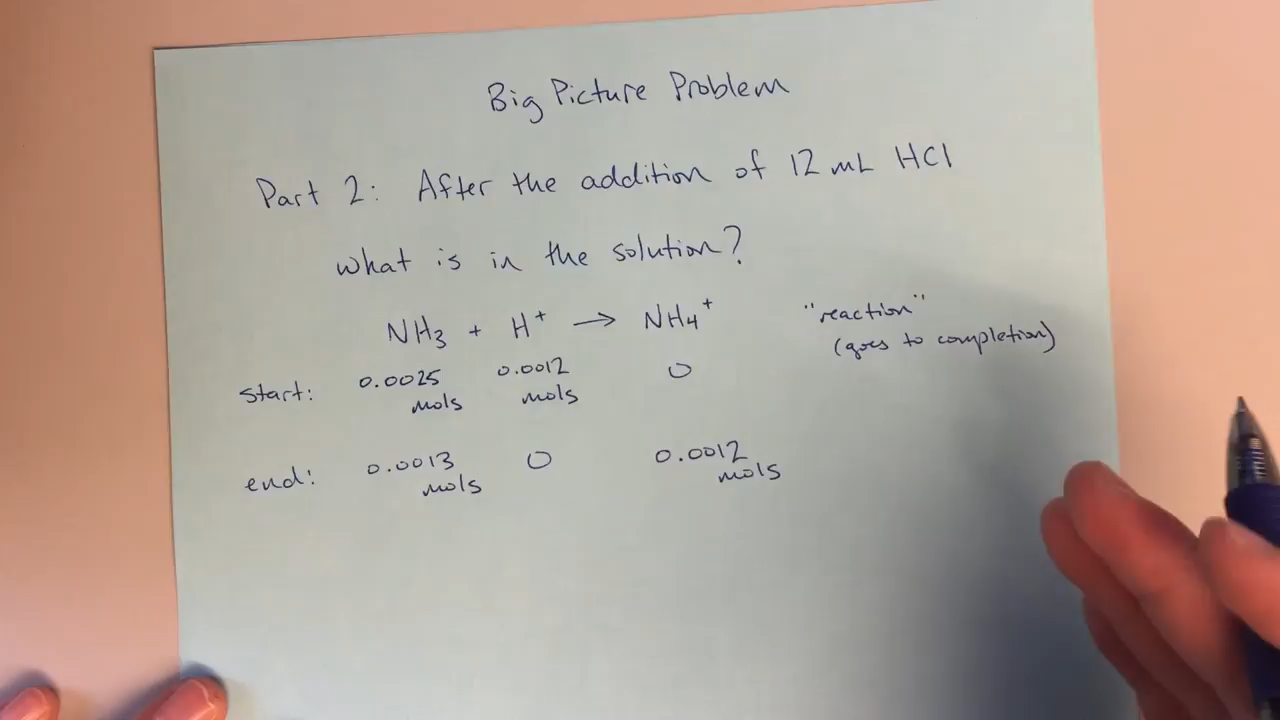 Big Picture Problem
Part 2: After the addition of 12 mL HCl
what is in the solution?
NH₃ + H⁺ → NH₄⁺ "reaction"
(goes to completion)
start: 0.0025 mols 0.0012 mols 0
end: 0.0013 mols 0 0.0012 mols